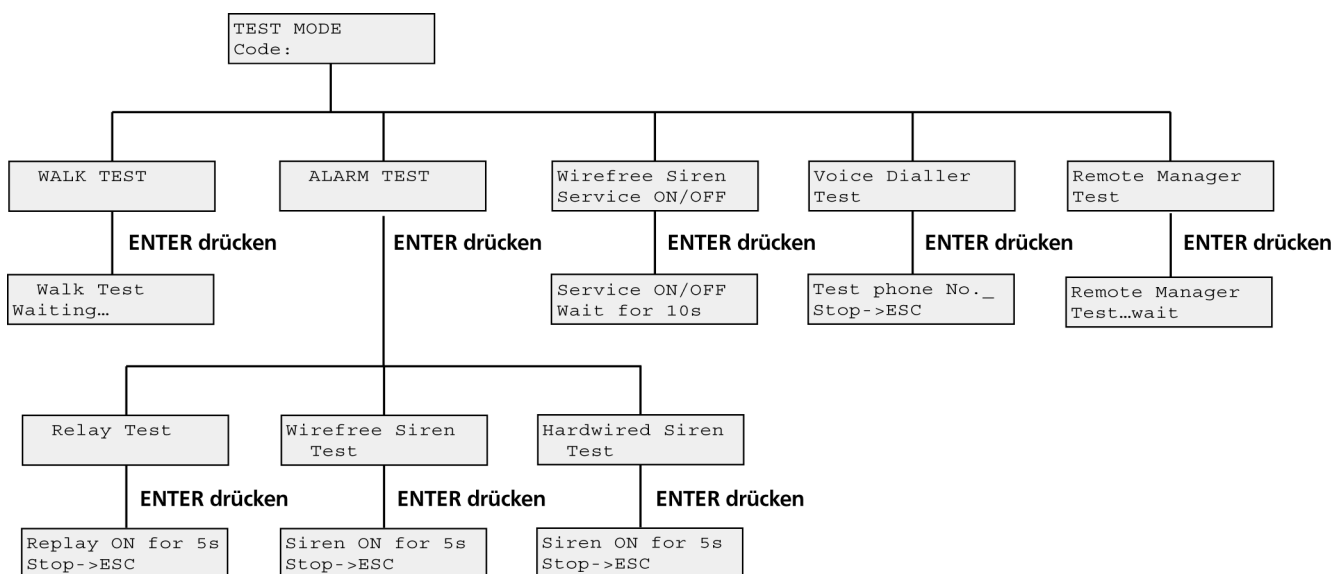 TEST MODE
Code:
WALK TEST
ALARM TEST
Wirefree Siren
Service ON/OFF
Voice Dialler
Test
Remote Manager
Test
ENTER drücken
ENTER drücken
ENTER drücken
ENTER drücken
ENTER drücken
Walk Test
Waiting…
Service ON/OFF
Wait for 10s
Test phone No._
Stop->ESC
Remote Manager
Test…wait
Relay Test
Wirefree Siren
Test
Hardwired Siren
Test
ENTER drücken
ENTER drücken
ENTER drücken
Replay ON for 5s
Stop->ESC
Siren ON for 5s
Stop->ESC
Siren ON for 5s
Stop->ESC